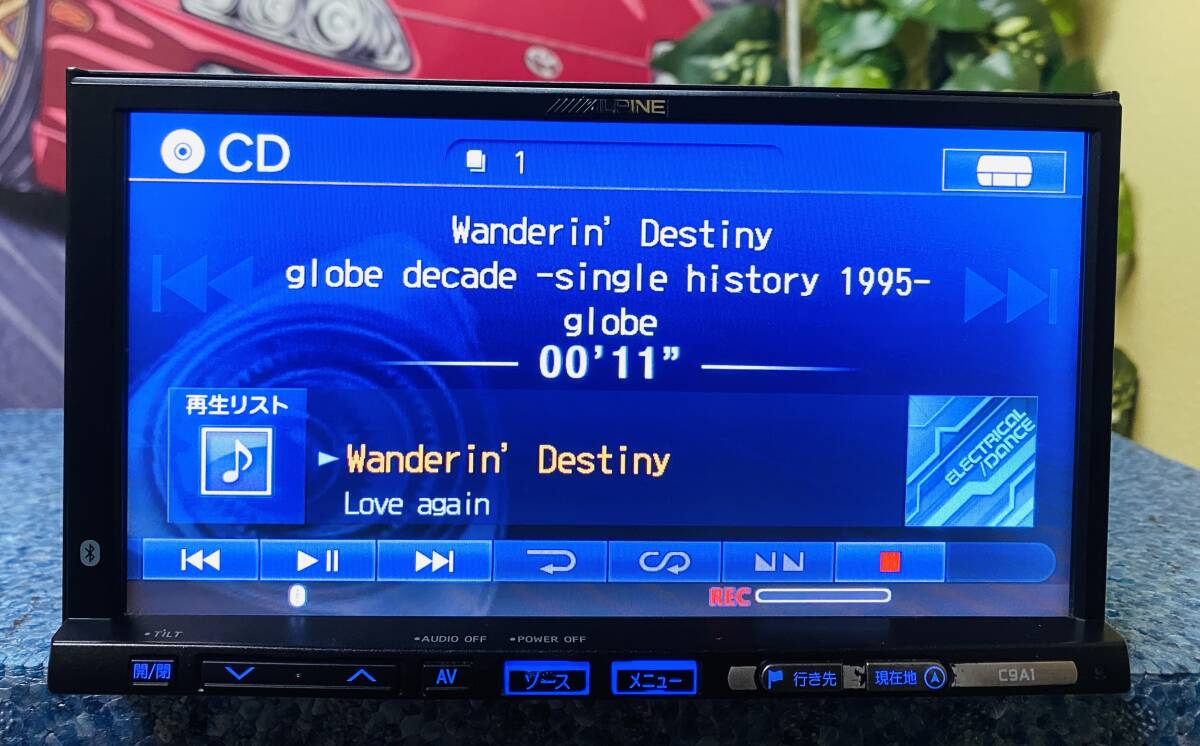 ALPINE
CD
1
Wanderin' Destiny
globe decade -single history 1995-
globe
00'11”
再生リスト
Wanderin' Destiny
Love again
ELECTRICAL
/DANCE
REC
•TILT
•AUDIO OFF •POWER OFF
開/閉
AV
ソース
メニュー
行き先
現在地
C9A1